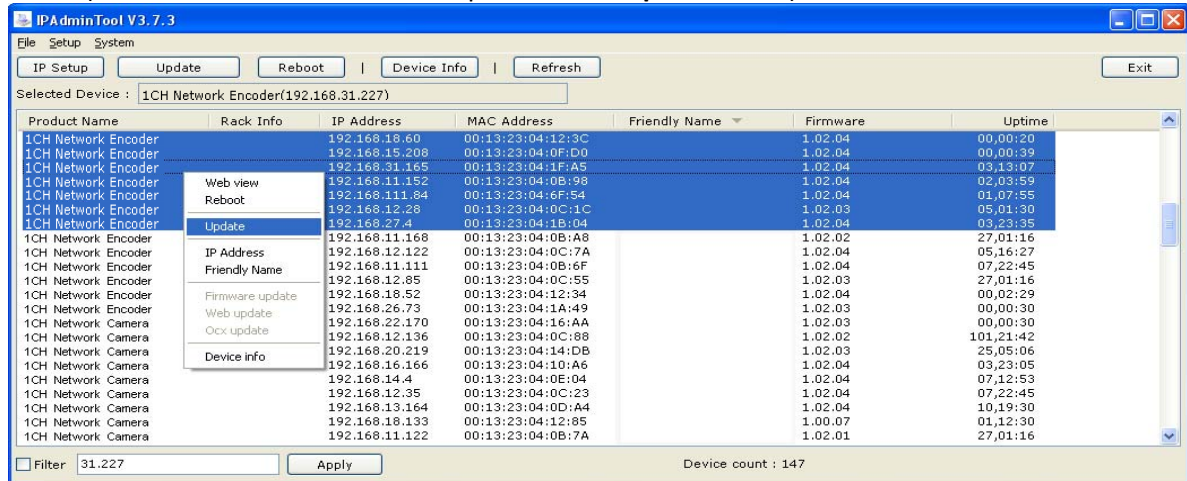 IPAdminTool V3.7.3
File Setup System
IP Setup Update Reboot | Device Info | Refresh Exit
Selected Device : 1CH Network Encoder(192.168.31.227)
Product Name Rack Info IP Address MAC Address Friendly Name Firmware Uptime
1CH Network Encoder 192.168.18.60 00:13:23:04:12:3C 1.02.04 00,00:20
1CH Network Encoder 192.168.15.208 00:13:23:04:0F:D0 1.02.04 00,00:39
1CH Network Encoder 192.168.31.165 00:13:23:04:1F:A5 1.02.04 03,13:07
1CH Network Encoder Web view 192.168.11.152 00:13:23:04:0B:98 1.02.04 02,03:59
1CH Network Encoder Reboot 192.168.111.84 00:13:23:04:6F:54 1.02.04 01,07:55
1CH Network Encoder 192.168.12.28 00:13:23:04:0C:1C 1.02.03 05,01:30
1CH Network Encoder Update 192.168.27.4 00:13:23:04:1B:04 1.02.04 03,23:35
1CH Network Encoder 192.168.11.168 00:13:23:04:0B:A8 1.02.02 27,01:16
1CH Network Encoder IP Address 192.168.12.122 00:13:23:04:0C:7A 1.02.04 05,16:27
1CH Network Encoder Friendly Name 192.168.11.111 00:13:23:04:0B:6F 1.02.04 07,22:45
1CH Network Encoder 192.168.12.85 00:13:23:04:0C:55 1.02.03 27,01:16
1CH Network Encoder Firmware update 192.168.18.52 00:13:23:04:12:34 1.02.04 00,02:29
1CH Network Encoder Web update 192.168.26.73 00:13:23:04:1A:49 1.02.03 00,00:30
1CH Network Camera 192.168.22.170 00:13:23:04:16:AA 1.02.03 00,00:30
1CH Network Camera Ocx update 192.168.12.136 00:13:23:04:0C:88 1.02.02 101,21:42
1CH Network Camera 192.168.20.219 00:13:23:04:14:DB 1.02.03 25,05:06
1CH Network Camera Device info 192.168.16.166 00:13:23:04:10:A6 1.02.04 03,23:05
1CH Network Camera 192.168.14.4 00:13:23:04:0E:04 1.02.04 07,12:53
1CH Network Camera 192.168.12.35 00:13:23:04:0C:23 1.02.04 07,22:45
1CH Network Camera 192.168.13.164 00:13:23:04:0D:A4 1.02.04 10,19:30
1CH Network Camera 192.168.18.133 00:13:23:04:12:85 1.00.07 01,12:30
1CH Network Camera 192.168.11.122 00:13:23:04:0B:7A 1.02.01 27,01:16
Filter 31.227 Apply Device count : 147